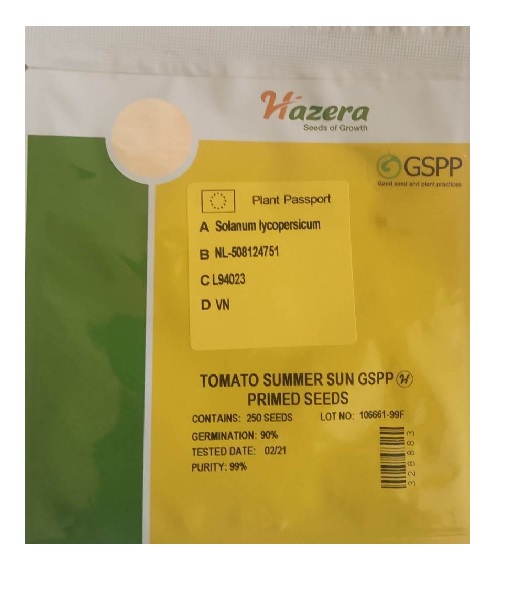 Hazera
Seeds of Growth
GSPP
Good seed and plant practices
Plant Passport
A Solanum lycopersicum
B NL-508124751
C L94023
D VN
TOMATO SUMMER SUN GSPP H
PRIMED SEEDS
CONTAINS: 250 SEEDS LOT NO: 106661-99F
GERMINATION: 90%
TESTED DATE: 02/21
PURITY: 99%
328883